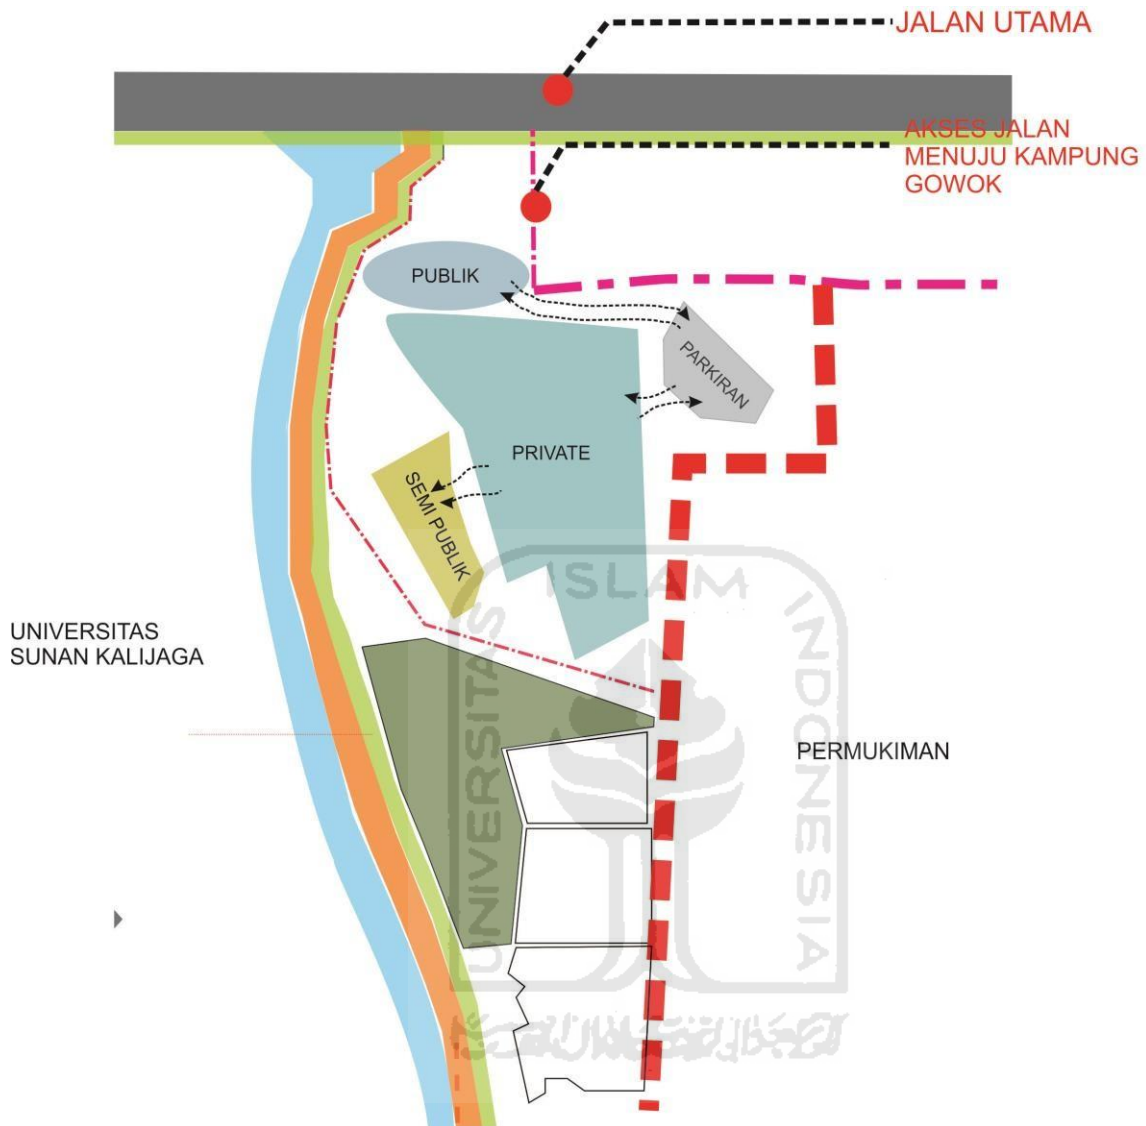 JALAN UTAMA
AKSES JALAN
MENUJU KAMPUNG
GOWOK
PUBLIK
PARKIRAN
PRIVATE
SEMI PUBLIK
UNIVERSITAS
SUNAN KALIJAGA
PERMUKIMAN
UNIVERSITAS
ISLAM
INDONESIA